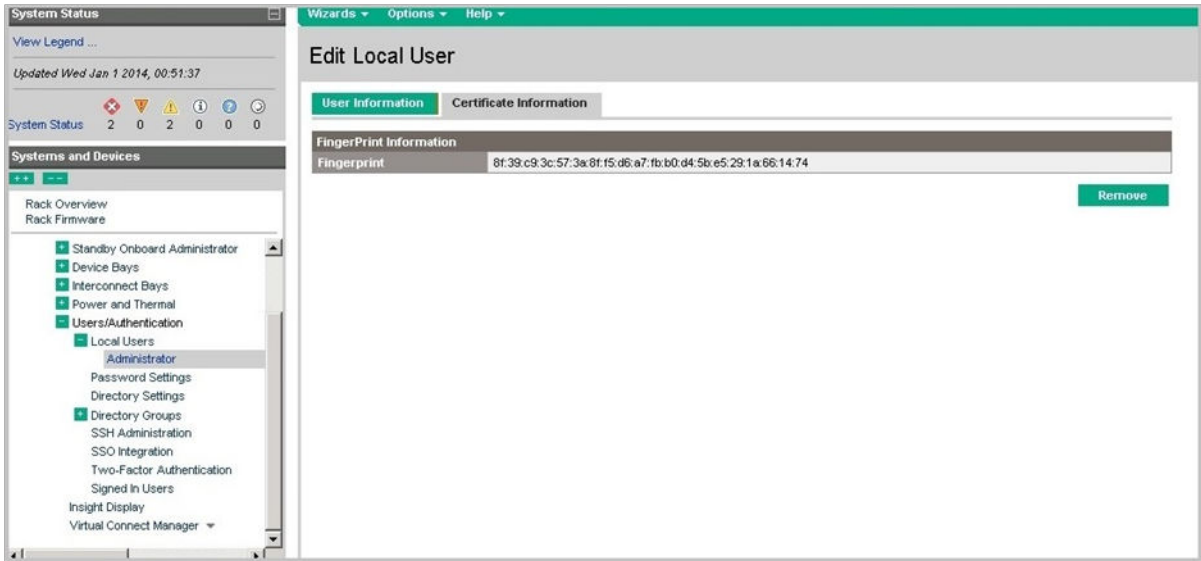 System Status
View Legend ...
Updated Wed Jan 1 2014, 00:51:37
System Status 2 0 2 0 0 0
Systems and Devices
Rack Overview
Rack Firmware
Standby Onboard Administrator
Device Bays
Interconnect Bays
Power and Thermal
Users/Authentication
Local Users
Administrator
Password Settings
Directory Settings
Directory Groups
SSH Administration
SSO Integration
Two-Factor Authentication
Signed In Users
Insight Display
Virtual Connect Manager
Wizards Options Help
Edit Local User
User Information Certificate Information
FingerPrint Information
Fingerprint 8f:39:c9:3c:57:3a:8f:f5:d6:a7:fb:b0:d4:5b:e5:29:1a:66:14:74
Remove